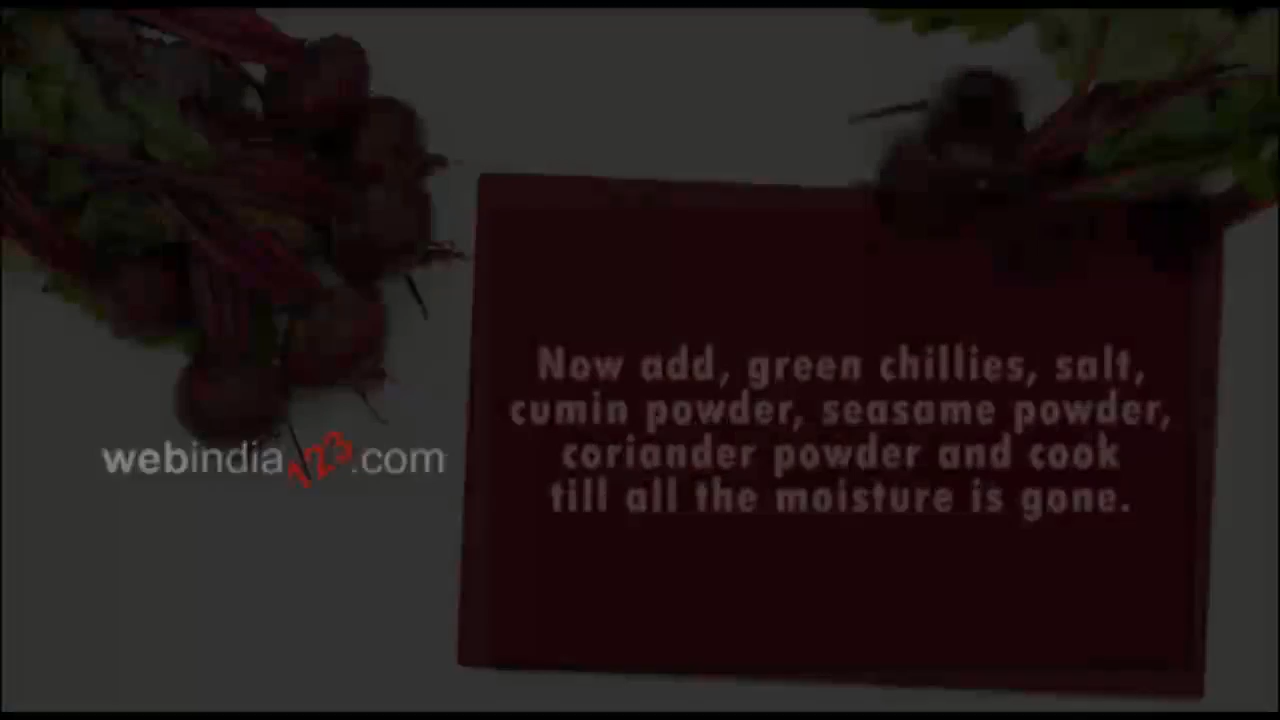 Now add, green chillies, salt,
cumin powder, seasame powder,
coriander powder and cook
till all the moisture is gone.
webindia123.com